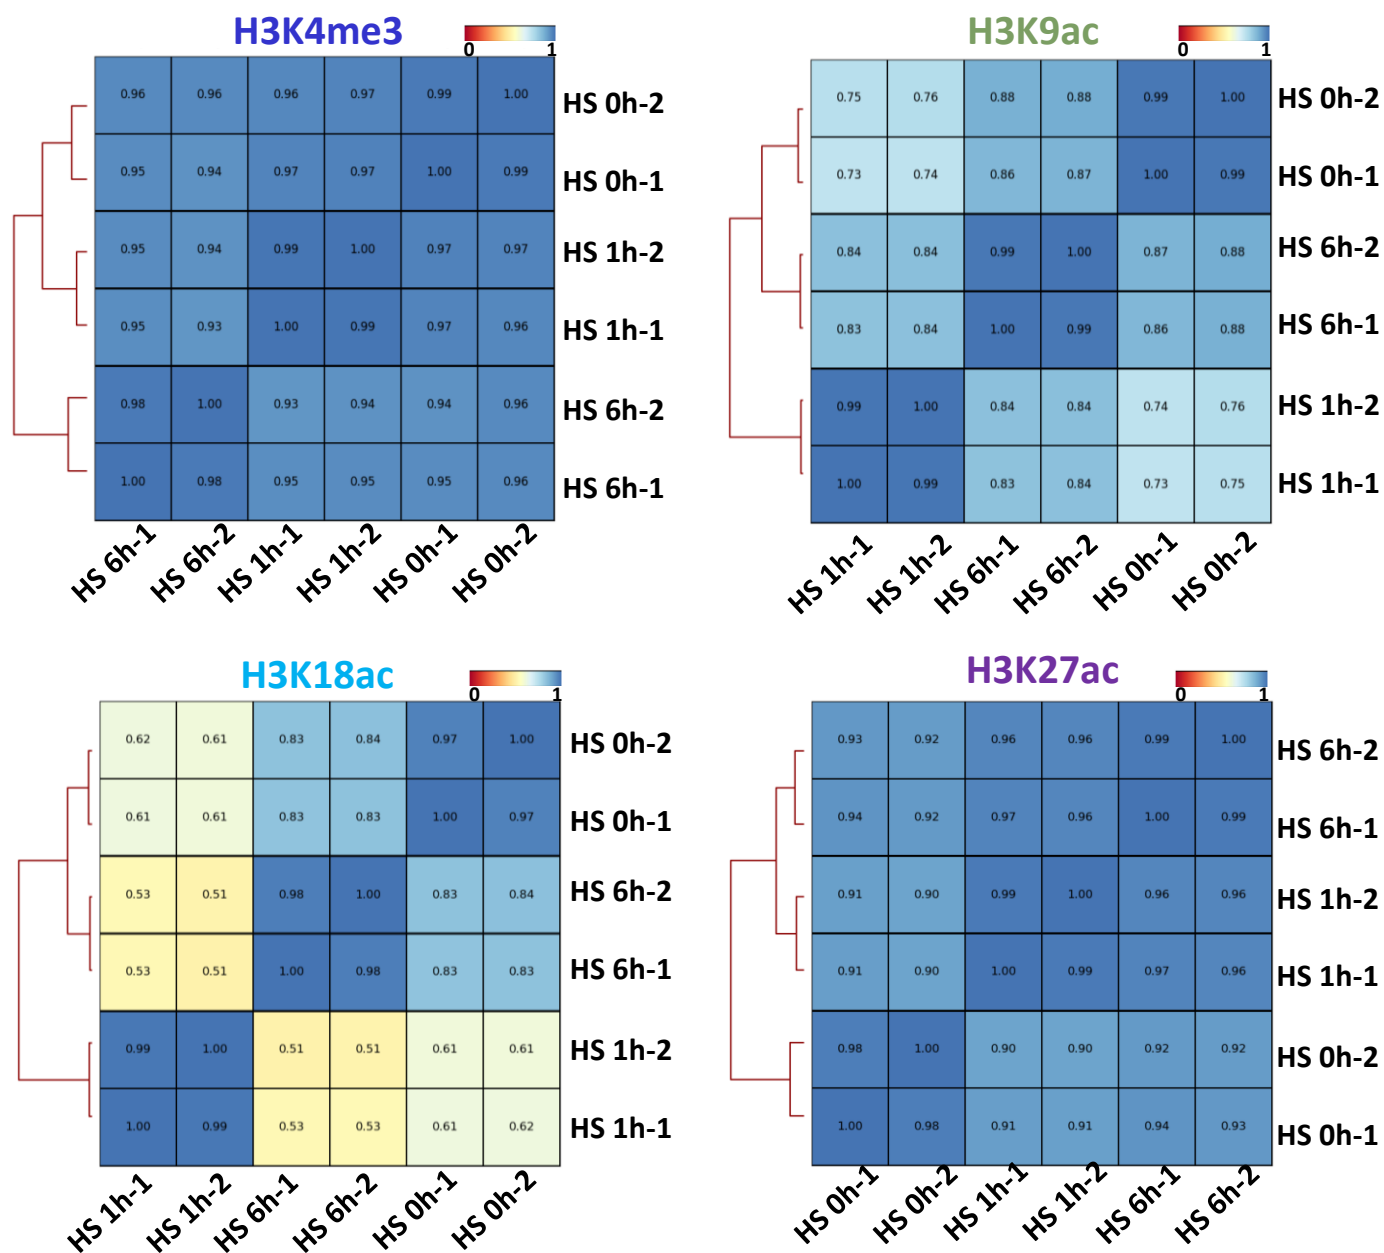 H3K4me3
0 1
0.96 0.96 0.96 0.97 0.99 1.00 HS 0h-2
0.95 0.94 0.97 0.97 1.00 0.99 HS 0h-1
0.95 0.94 0.99 1.00 0.97 0.97 HS 1h-2
0.95 0.93 1.00 0.99 0.97 0.96 HS 1h-1
0.98 1.00 0.93 0.94 0.94 0.96 HS 6h-2
1.00 0.98 0.95 0.95 0.95 0.96 HS 6h-1
HS 6h-1 HS 6h-2 HS 1h-1 HS 1h-2 HS 0h-1 HS 0h-2
H3K9ac
0 1
0.75 0.76 0.88 0.88 0.99 1.00 HS 0h-2
0.73 0.74 0.86 0.87 1.00 0.99 HS 0h-1
0.84 0.84 0.99 1.00 0.87 0.88 HS 6h-2
0.83 0.84 1.00 0.99 0.86 0.88 HS 6h-1
0.99 1.00 0.84 0.84 0.74 0.76 HS 1h-2
1.00 0.99 0.83 0.84 0.73 0.75 HS 1h-1
HS 1h-1 HS 1h-2 HS 6h-1 HS 6h-2 HS 0h-1 HS 0h-2
H3K18ac
0 1
0.62 0.61 0.83 0.84 0.97 1.00 HS 0h-2
0.61 0.61 0.83 0.83 1.00 0.97 HS 0h-1
0.53 0.51 0.98 1.00 0.83 0.84 HS 6h-2
0.53 0.51 1.00 0.98 0.83 0.83 HS 6h-1
0.99 1.00 0.51 0.51 0.61 0.61 HS 1h-2
1.00 0.99 0.53 0.53 0.61 0.62 HS 1h-1
HS 1h-1 HS 1h-2 HS 6h-1 HS 6h-2 HS 0h-1 HS 0h-2
H3K27ac
0 1
0.93 0.92 0.96 0.96 0.99 1.00 HS 6h-2
0.94 0.92 0.97 0.96 1.00 0.99 HS 6h-1
0.91 0.90 0.99 1.00 0.96 0.96 HS 1h-2
0.91 0.90 1.00 0.99 0.97 0.96 HS 1h-1
0.98 1.00 0.90 0.90 0.92 0.92 HS 0h-2
1.00 0.98 0.91 0.91 0.94 0.93 HS 0h-1
HS 0h-1 HS 0h-2 HS 1h-1 HS 1h-2 HS 6h-1 HS 6h-2